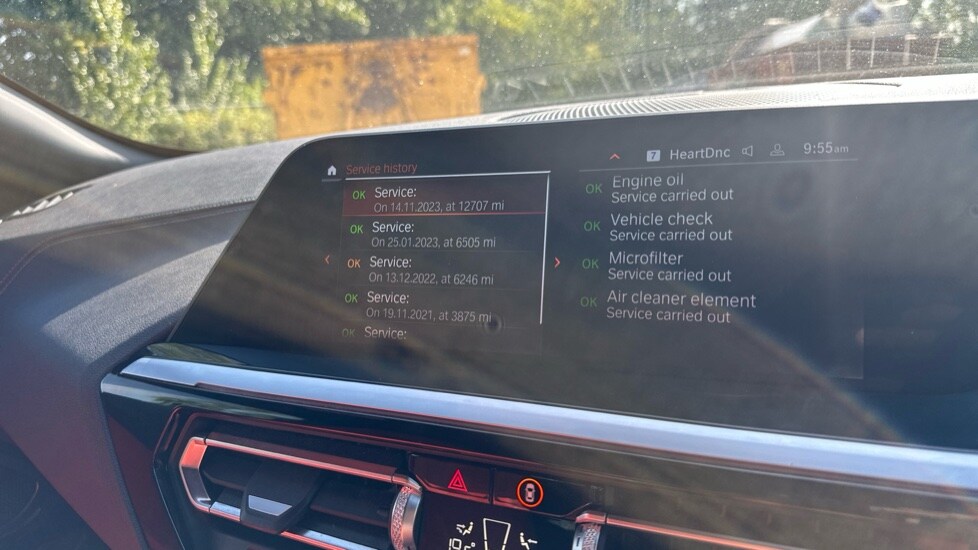 Service history
7 HeartDnc 9:55am
OK Service:
On 14.11.2023, at 12707 mi
OK Service:
On 25.01.2023, at 6505 mi
OK Service:
On 13.12.2022, at 6246 mi
OK Service:
On 19.11.2021, at 3875 mi
OK Service:
OK Engine oil
Service carried out
OK Vehicle check
Service carried out
OK Microfilter
Service carried out
OK Air cleaner element
Service carried out